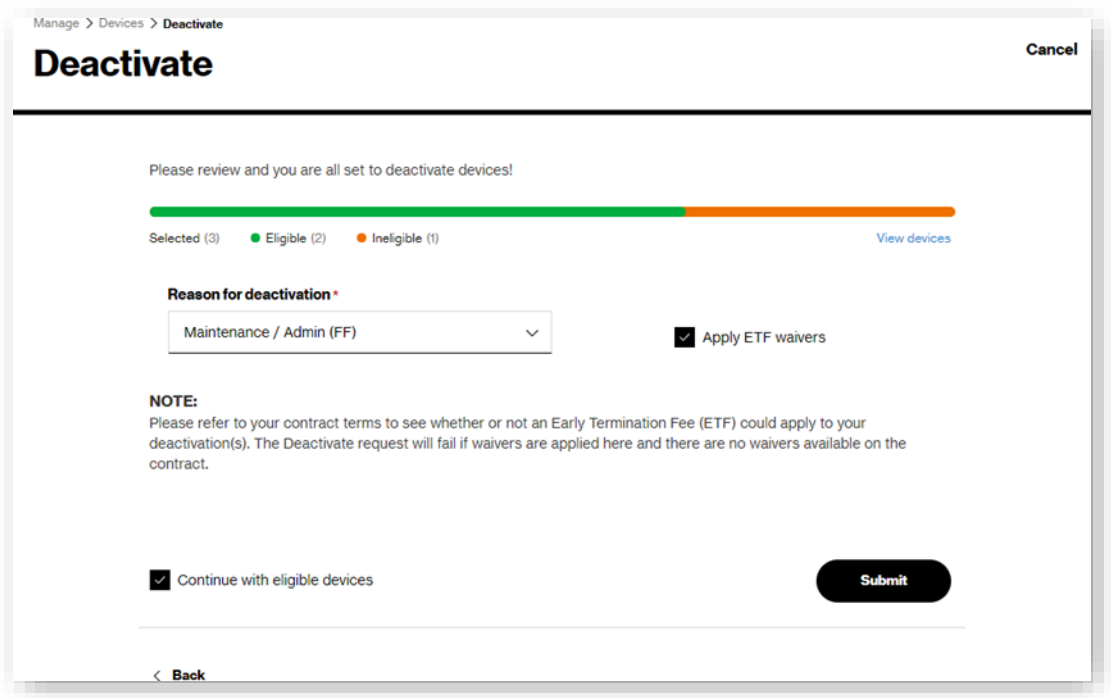 Manage > Devices > Deactivate
Deactivate
Cancel
Please review and you are all set to deactivate devices!
Selected (3) Eligible (2) Ineligible (1) View devices
Reason for deactivation *
Maintenance / Admin (FF)
Apply ETF waivers
NOTE:
Please refer to your contract terms to see whether or not an Early Termination Fee (ETF) could apply to your
deactivation(s). The Deactivate request will fail if waivers are applied here and there are no waivers available on the
contract.
Continue with eligible devices
Submit
< Back